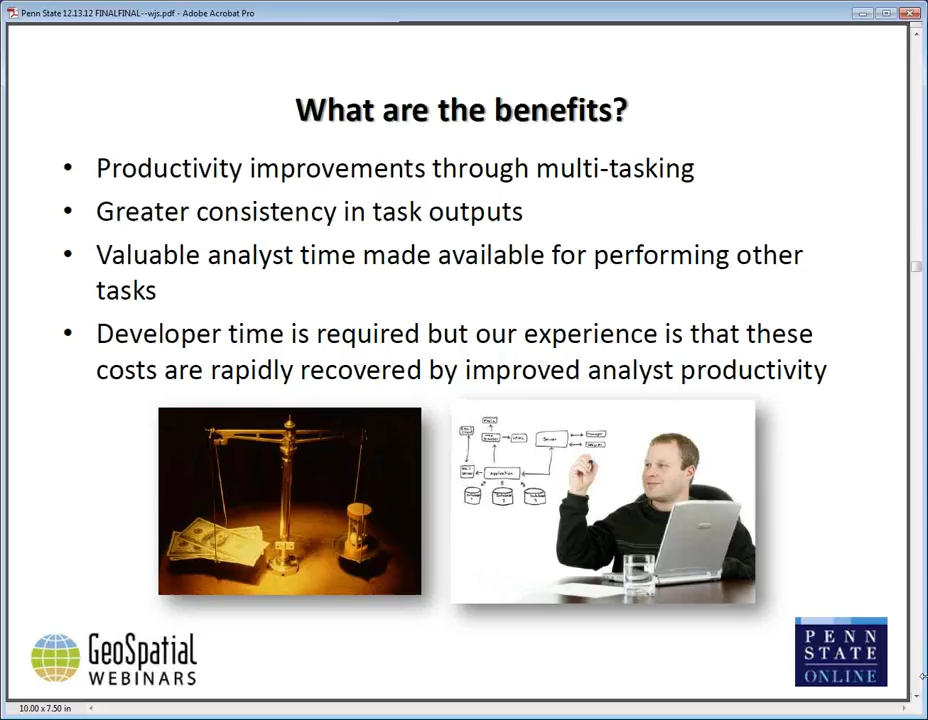 Penn State 12.13.12 FINALFINAL--wjs.pdf - Adobe Acrobat Pro
What are the benefits?
• Productivity improvements through multi-tasking
• Greater consistency in task outputs
• Valuable analyst time made available for performing other
tasks
• Developer time is required but our experience is that these
costs are rapidly recovered by improved analyst productivity
Server
Application
GeoSpatial
WEBINARS
PENN
STATE
ONLINE
10.00 x 7.50 in